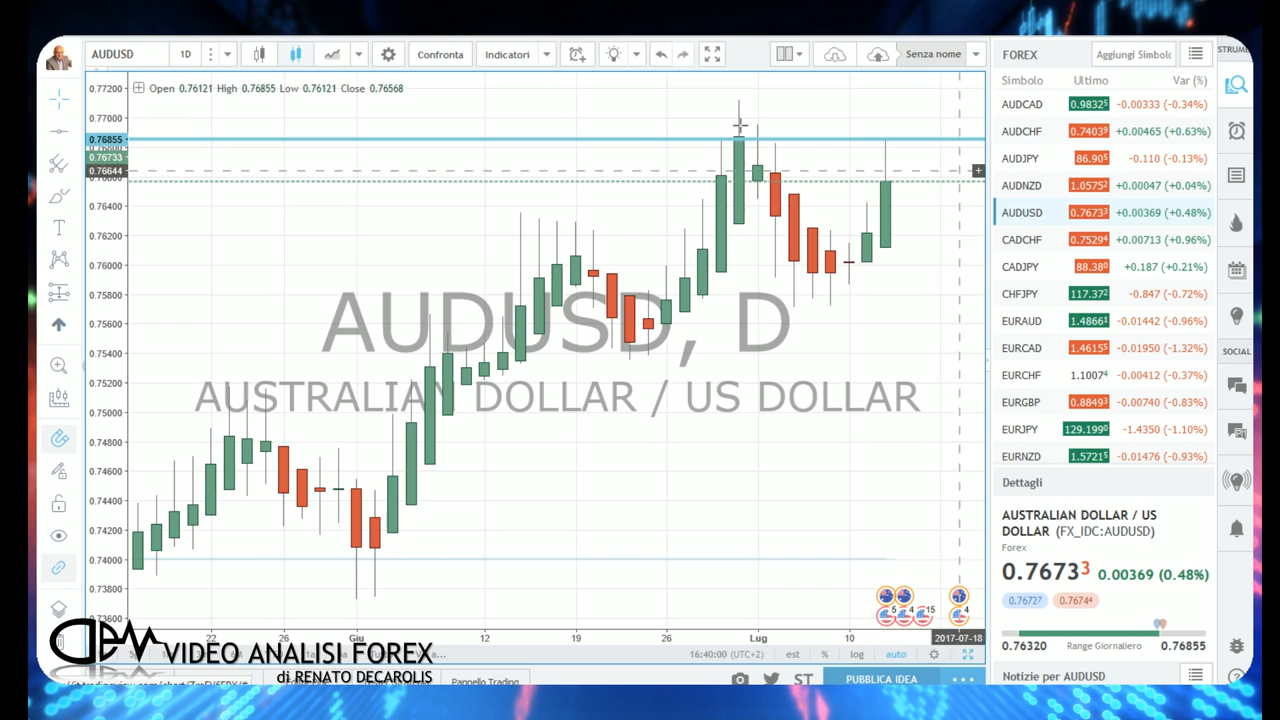 AUDUSD
1D
Confronta
Indicatori
Senza nome
FOREX
Aggiungi Simbolo
STRUME
Open 0.76121 High 0.76855 Low 0.76121 Close 0.76568
0.77200
0.77000
0.76855
0.76733
0.76644
0.76400
0.76200
0.76000
0.75800
0.75600
0.75400
0.75200
0.75000
0.74800
0.74600
0.74400
0.74200
0.74000
0.73800
0.73600
AUDUSD, D
AUSTRALIAN DOLLAR / US DOLLAR
22
26
Giu
12
19
26
Lug
10
2017-07-18
5
4
15
4
16:40:00 (UTC+2)
est
%
log
auto
Pannello Trading
ST
PUBBLICA IDEA
Simbolo Ultimo Var (%)
AUDCAD 0.98325 -0.00333 (-0.34%)
AUDCHF 0.74039 +0.00465 (+0.63%)
AUDJPY 86.905 -0.110 (-0.13%)
AUDNZD 1.05752 +0.00047 (+0.04%)
AUDUSD 0.76733 +0.00369 (+0.48%)
CADCHF 0.75294 +0.00713 (+0.96%)
CADJPY 88.380 +0.187 (+0.21%)
CHFJPY 117.372 -0.847 (-0.72%)
EURAUD 1.48661 -0.01442 (-0.96%)
EURCAD 1.46155 -0.01950 (-1.32%)
EURCHF 1.10074 -0.00412 (-0.37%)
EURGBP 0.88493 -0.00740 (-0.83%)
EURJPY 129.1990 -1.4350 (-1.10%)
EURNZD 1.57215 -0.01476 (-0.93%)
SOCIAL
Dettagli
AUSTRALIAN DOLLAR / US
DOLLAR (FX_IDC:AUDUSD)
Forex
0.76733 0.00369 (0.48%)
0.76727 0.76744
0.76320 Range Giornaliero 0.76855
Notizie per AUDUSD
VIDEO ANALISI FOREX
di RENATO DECAROLIS